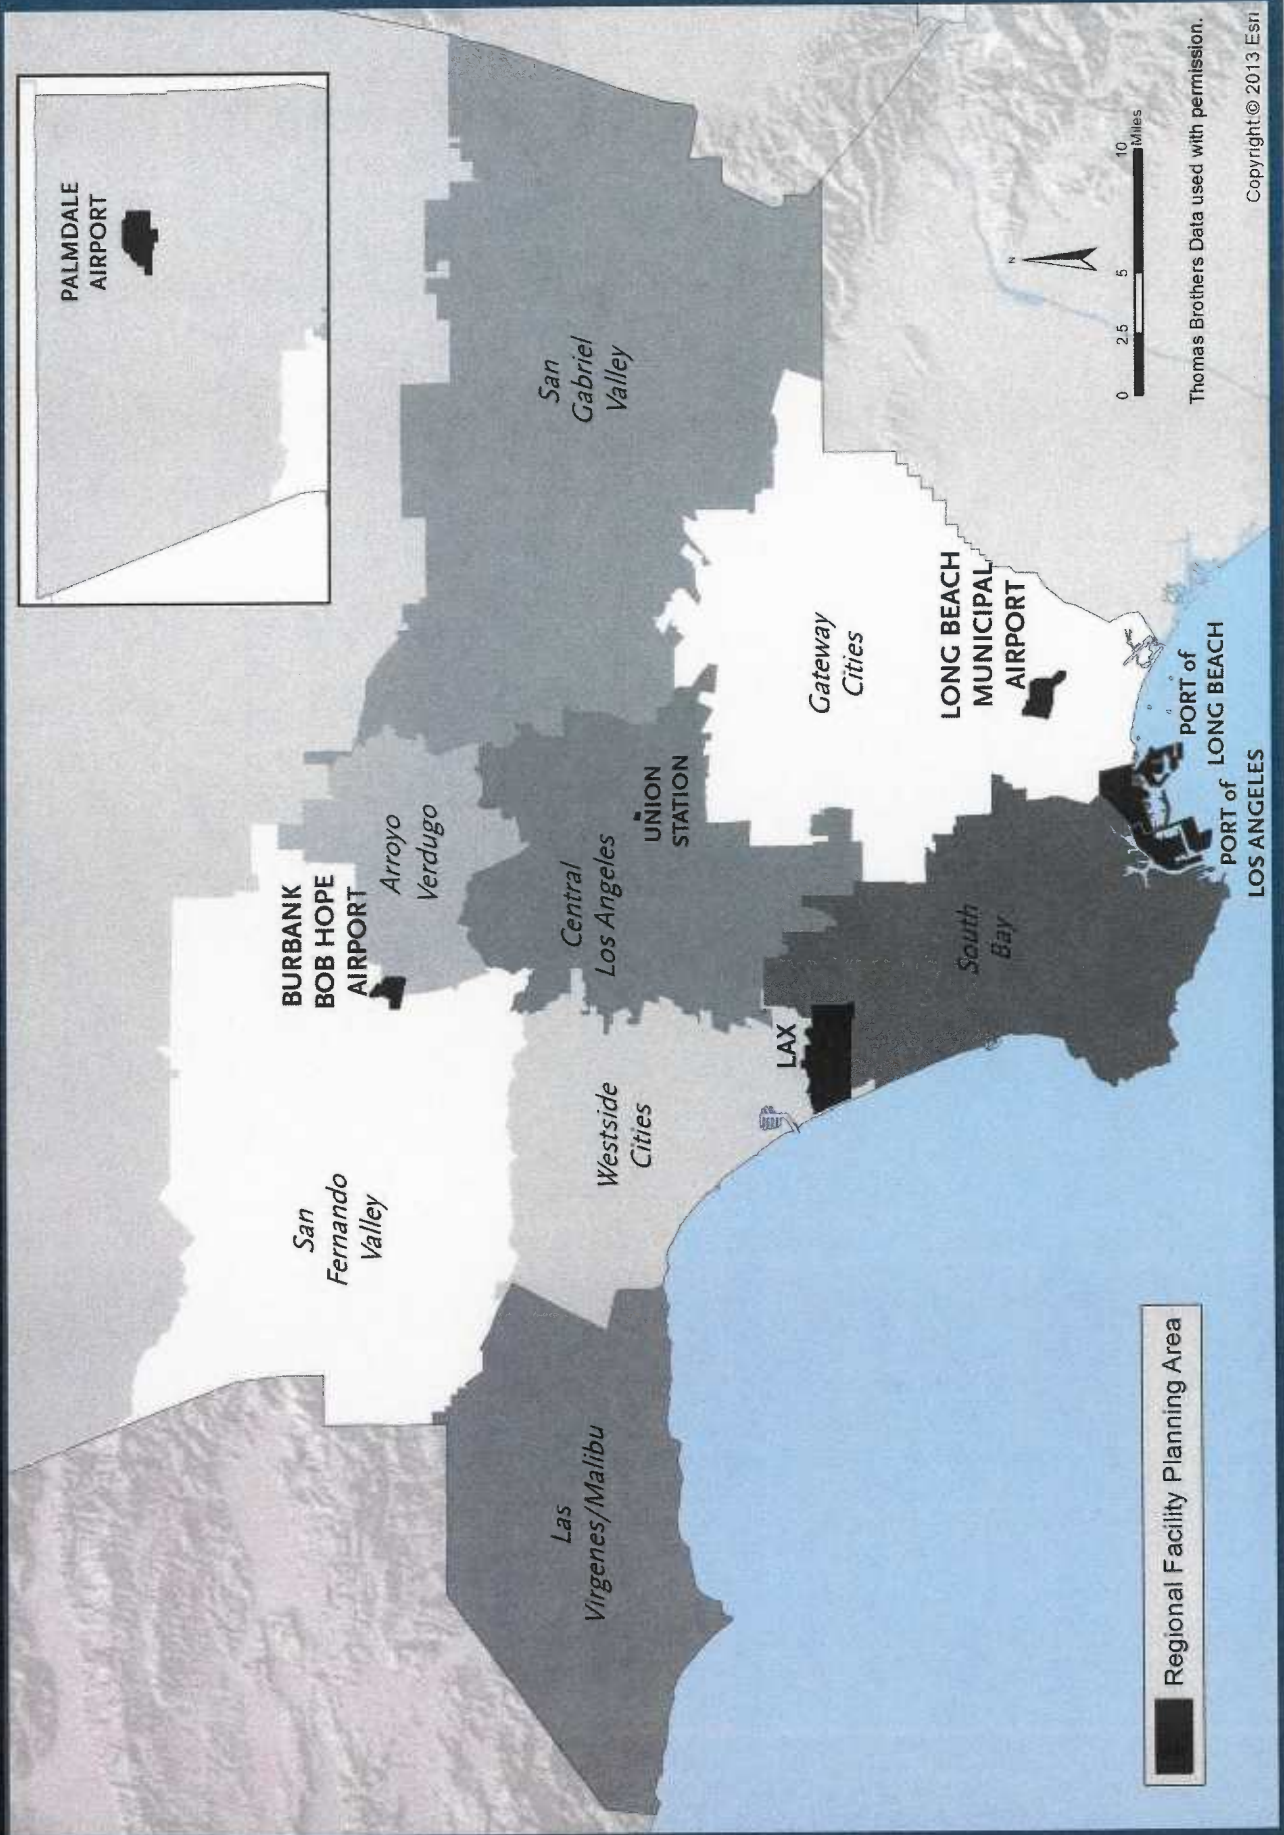 PALMDALE
AIRPORT
BURBANK
BOB HOPE
AIRPORT
San
Fernando
Valley
Arroyo
Verdugo
San
Gabriel
Valley
Las
Virgenes/Malibu
Westside
Cities
Central
Los Angeles
UNION
STATION
LAX
Gateway
Cities
South
Bay
LONG BEACH
MUNICIPAL
AIRPORT
PORT of
LONG BEACH
PORT of
LOS ANGELES
N
0 2.5 5 10
Miles
Regional Facility Planning Area
Thomas Brothers Data used with permission.
Copyright:© 2013 Esri